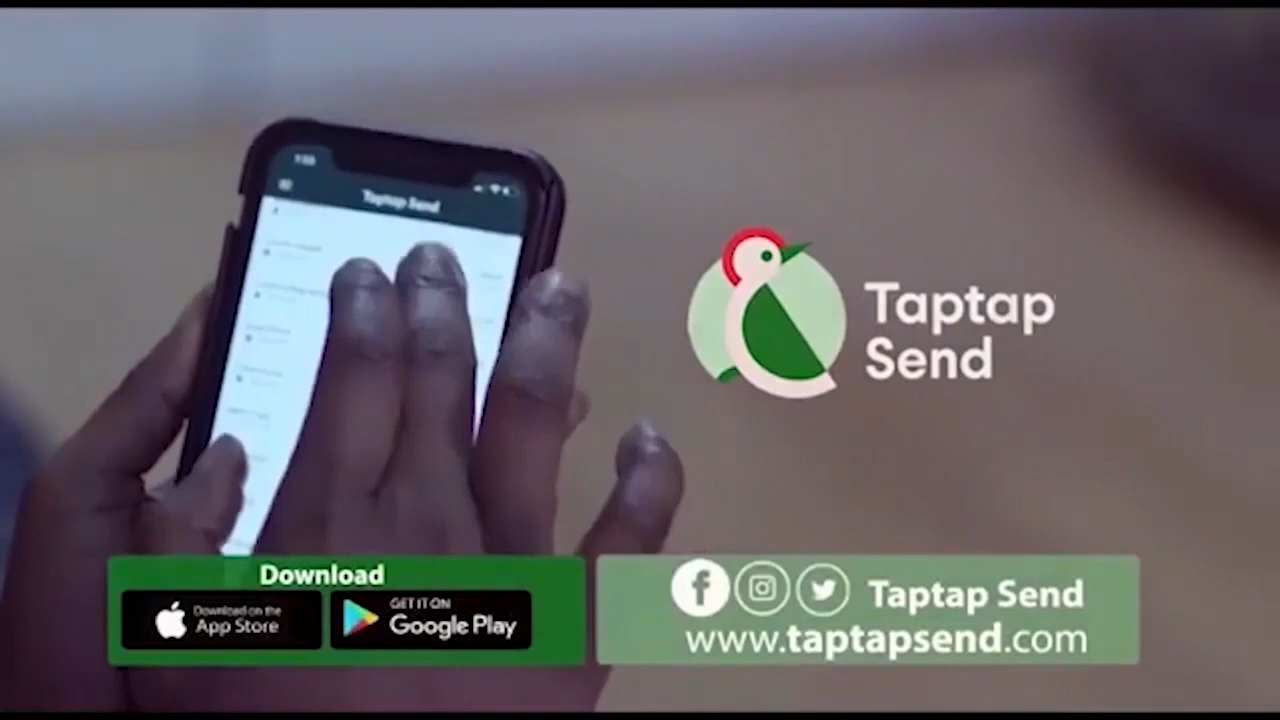 Taptap Send
Taptap
Send
Download
Download on the
App Store
GET IT ON
Google Play
Taptap Send
www.taptapsend.com